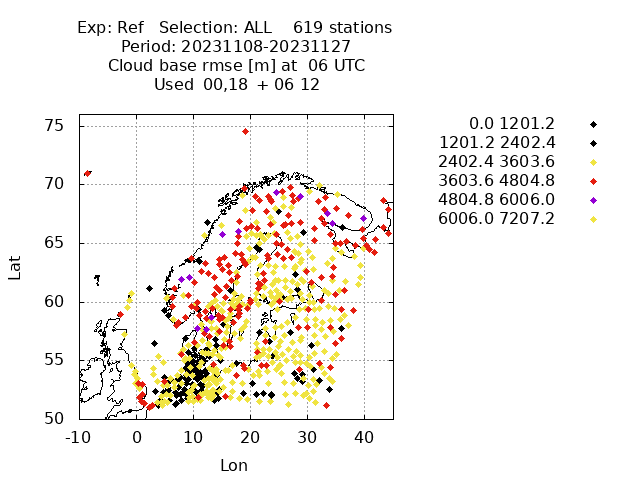 Exp: Ref   Selection: ALL    619 stations
Period: 20231108-20231127
Cloud base rmse [m] at  06 UTC
Used  00,18  + 06 12
0.0 1201.2
1201.2 2402.4
2402.4 3603.6
3603.6 4804.8
4804.8 6006.0
6006.0 7207.2
75
70
65
60
55
50
Lat
-10 0 10 20 30 40
Lon